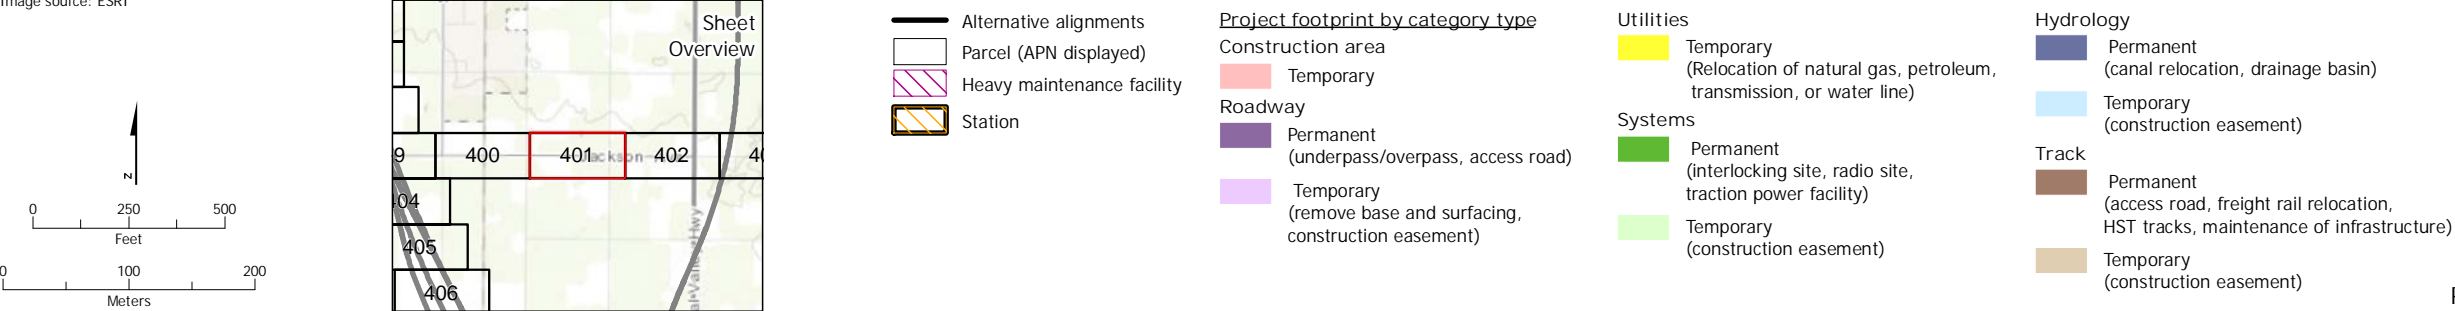 Image source: ESRI
N
0 250 500
Feet
0 100 200
Meters
Sheet
Overview
9 400 401 402 40
Jackson
404
405
406
Alternative alignments
Parcel (APN displayed)
Heavy maintenance facility
Station
Project footprint by category type
Construction area
Temporary
Roadway
Permanent
(underpass/overpass, access road)
Temporary
(remove base and surfacing,
construction easement)
Utilities
Temporary
(Relocation of natural gas, petroleum,
transmission, or water line)
Systems
Permanent
(interlocking site, radio site,
traction power facility)
Temporary
(construction easement)
Hydrology
Permanent
(canal relocation, drainage basin)
Temporary
(construction easement)
Track
Permanent
(access road, freight rail relocation,
HST tracks, maintenance of infrastructure)
Temporary
(construction easement)